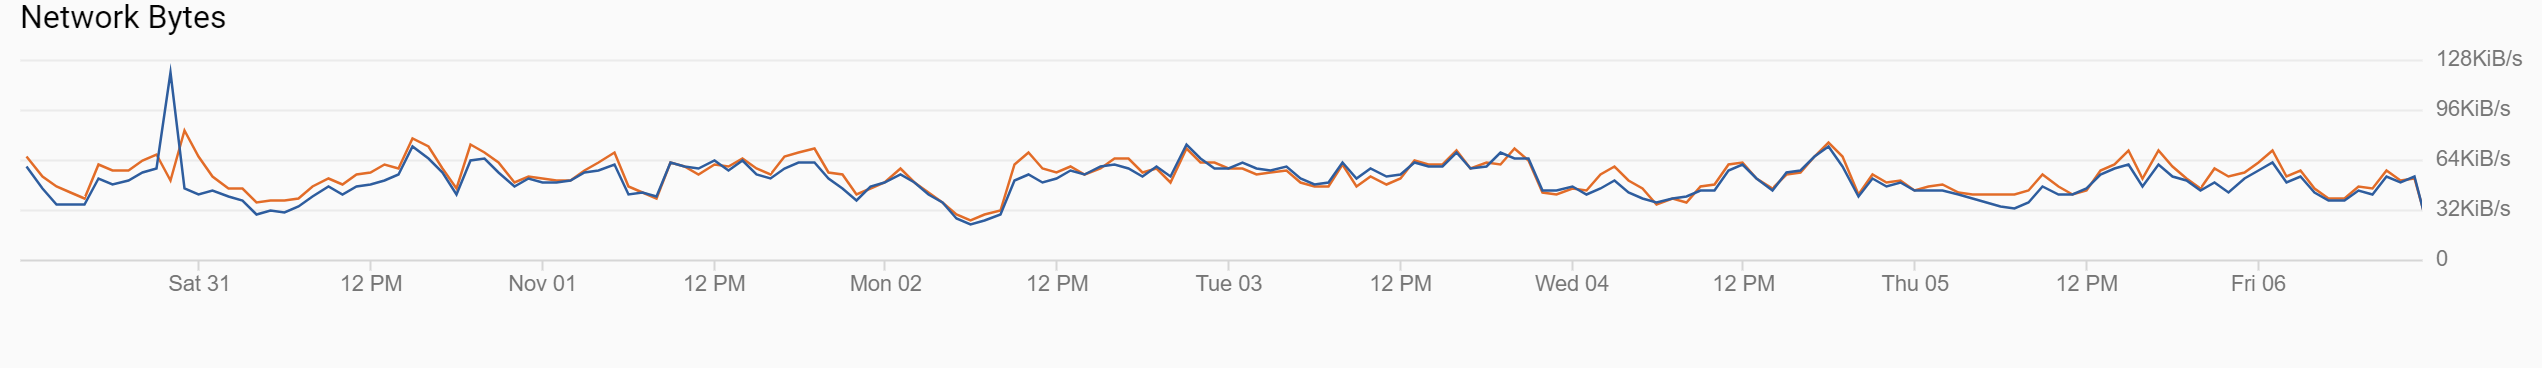 Network Bytes
128KiB/s
96KiB/s
64KiB/s
32KiB/s
0
Sat 31 12 PM Nov 01 12 PM Mon 02 12 PM Tue 03 12 PM Wed 04 12 PM Thu 05 12 PM Fri 06